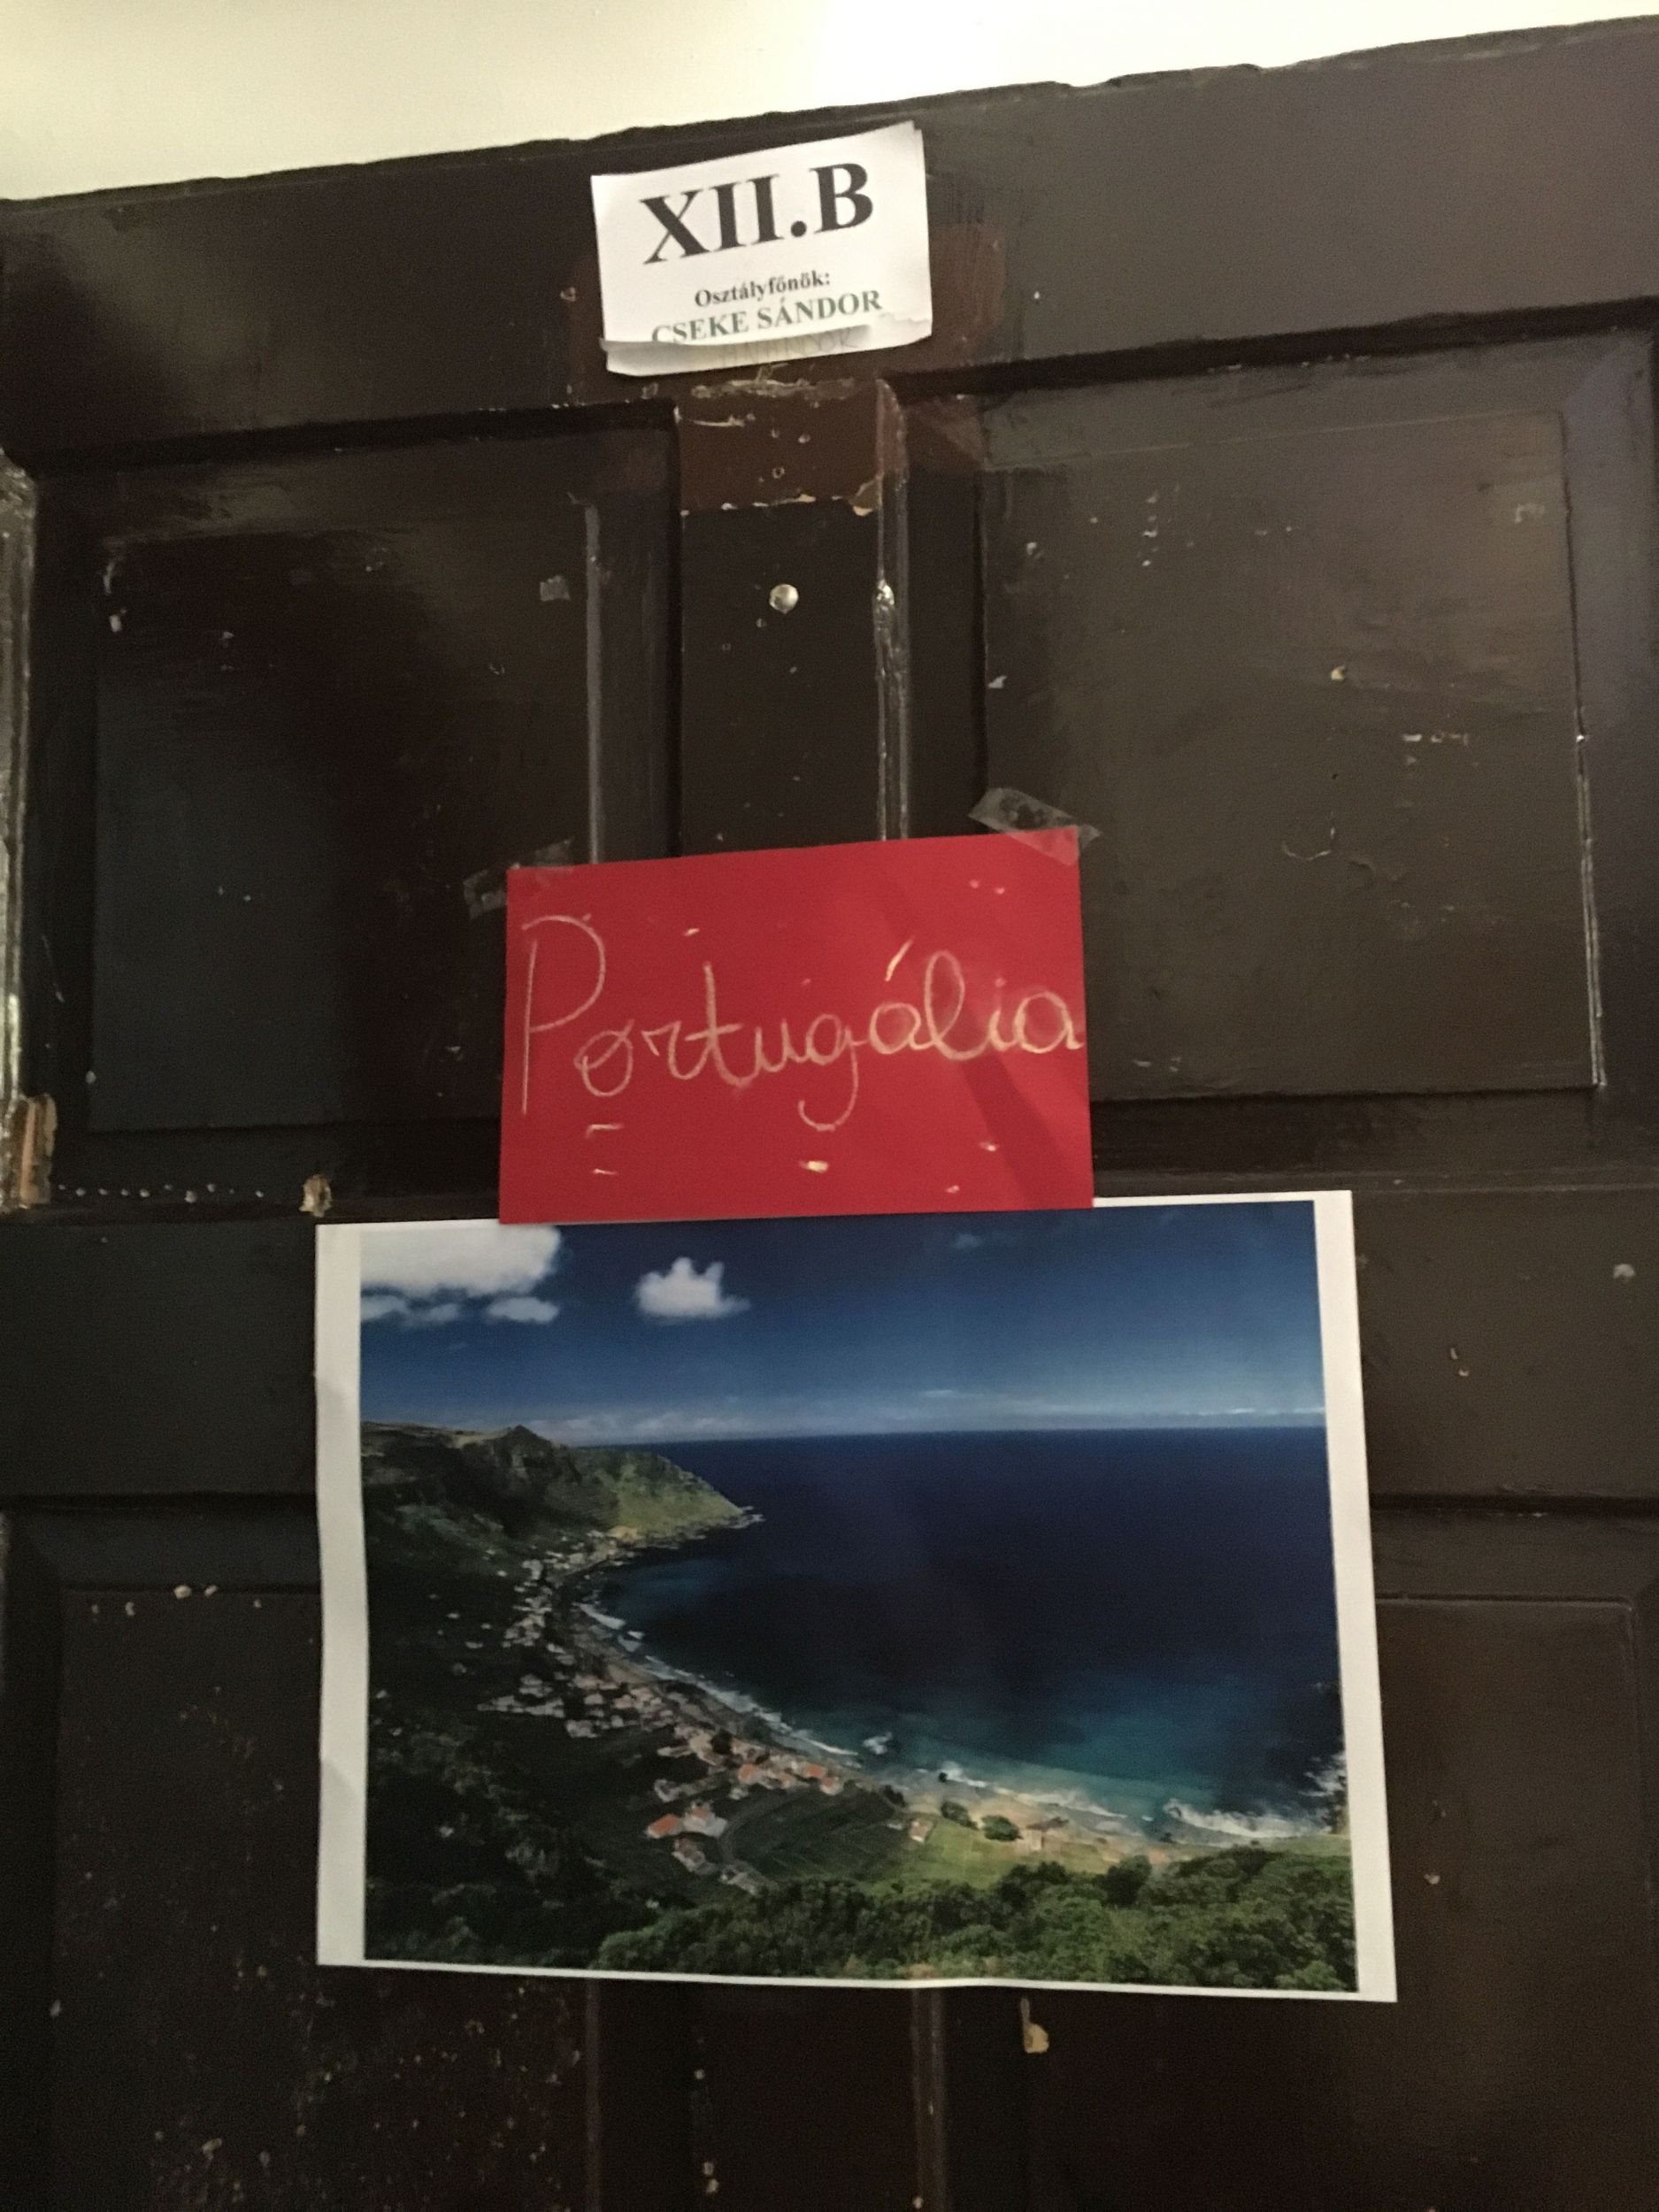 XII.B
Osztályfőnök:
CSEKE SÁNDOR
Portugália